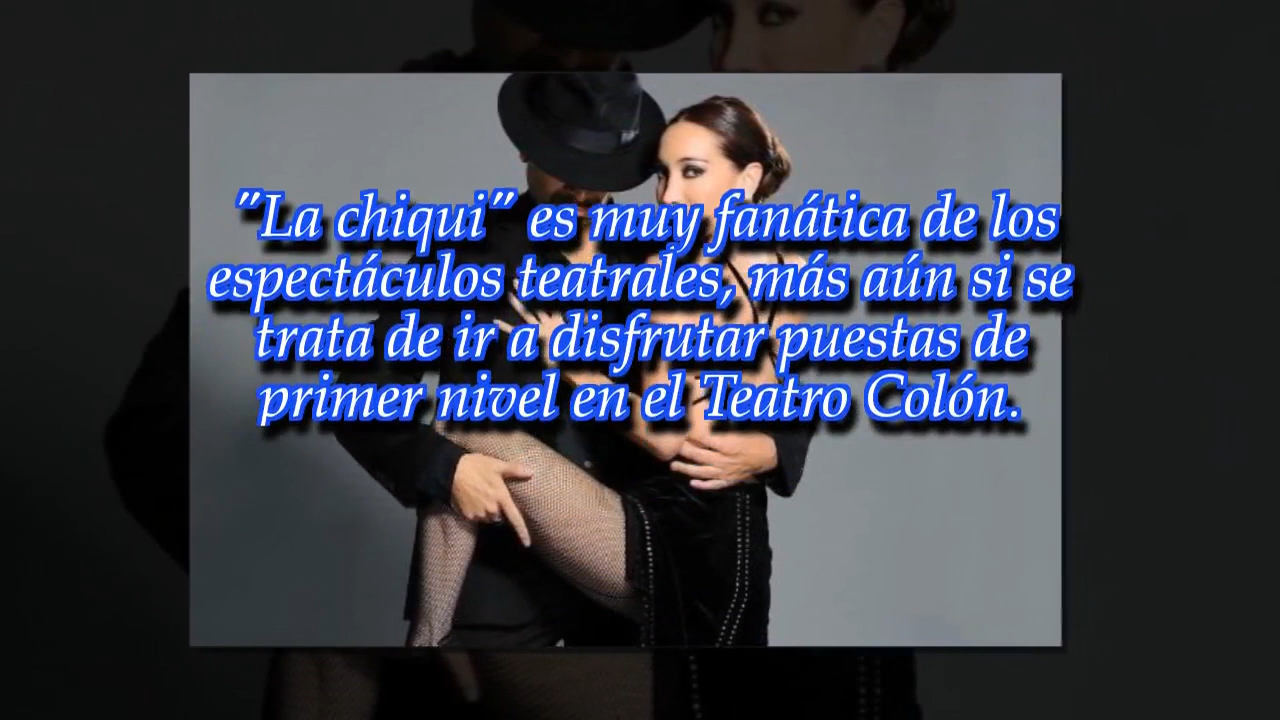 "La chiqui" es muy fanática de los
espectáculos teatrales, más aún si se
trata de ir a disfrutar puestas de
primer nivel en el Teatro Colón.